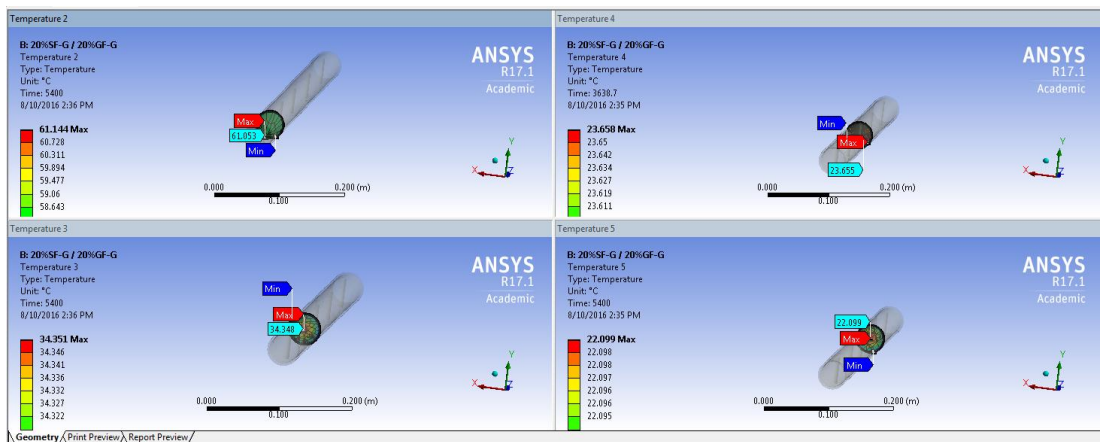 Temperature 2
B: 20%SF-G / 20%GF-G
Temperature 2
Type: Temperature
Unit: °C
Time: 5400
8/10/2016 2:36 PM
ANSYS
R17.1
Academic
61.144 Max
60.728
60.311
59.894
59.477
59.06
58.643
Max
61.053
Min
0.000
0.200 (m)
0.100
X
Y
Z
Temperature 4
B: 20%SF-G / 20%GF-G
Temperature 4
Type: Temperature
Unit: °C
Time: 3638.7
8/10/2016 2:35 PM
ANSYS
R17.1
Academic
23.658 Max
23.65
23.642
23.634
23.627
23.619
23.611
Min
Max
23.655
0.000
0.200 (m)
0.100
X
Y
Z
Temperature 3
B: 20%SF-G / 20%GF-G
Temperature 3
Type: Temperature
Unit: °C
Time: 5400
8/10/2016 2:36 PM
ANSYS
R17.1
Academic
34.351 Max
34.346
34.341
34.336
34.332
34.327
34.322
Min
Max
34.348
0.000
0.200 (m)
0.100
X
Y
Z
Temperature 5
B: 20%SF-G / 20%GF-G
Temperature 5
Type: Temperature
Unit: °C
Time: 5400
8/10/2016 2:35 PM
ANSYS
R17.1
Academic
22.099 Max
22.098
22.098
22.097
22.096
22.096
22.095
22.099
Max
Min
0.000
0.200 (m)
0.100
X
Y
Z
Geometry Print Preview Report Preview